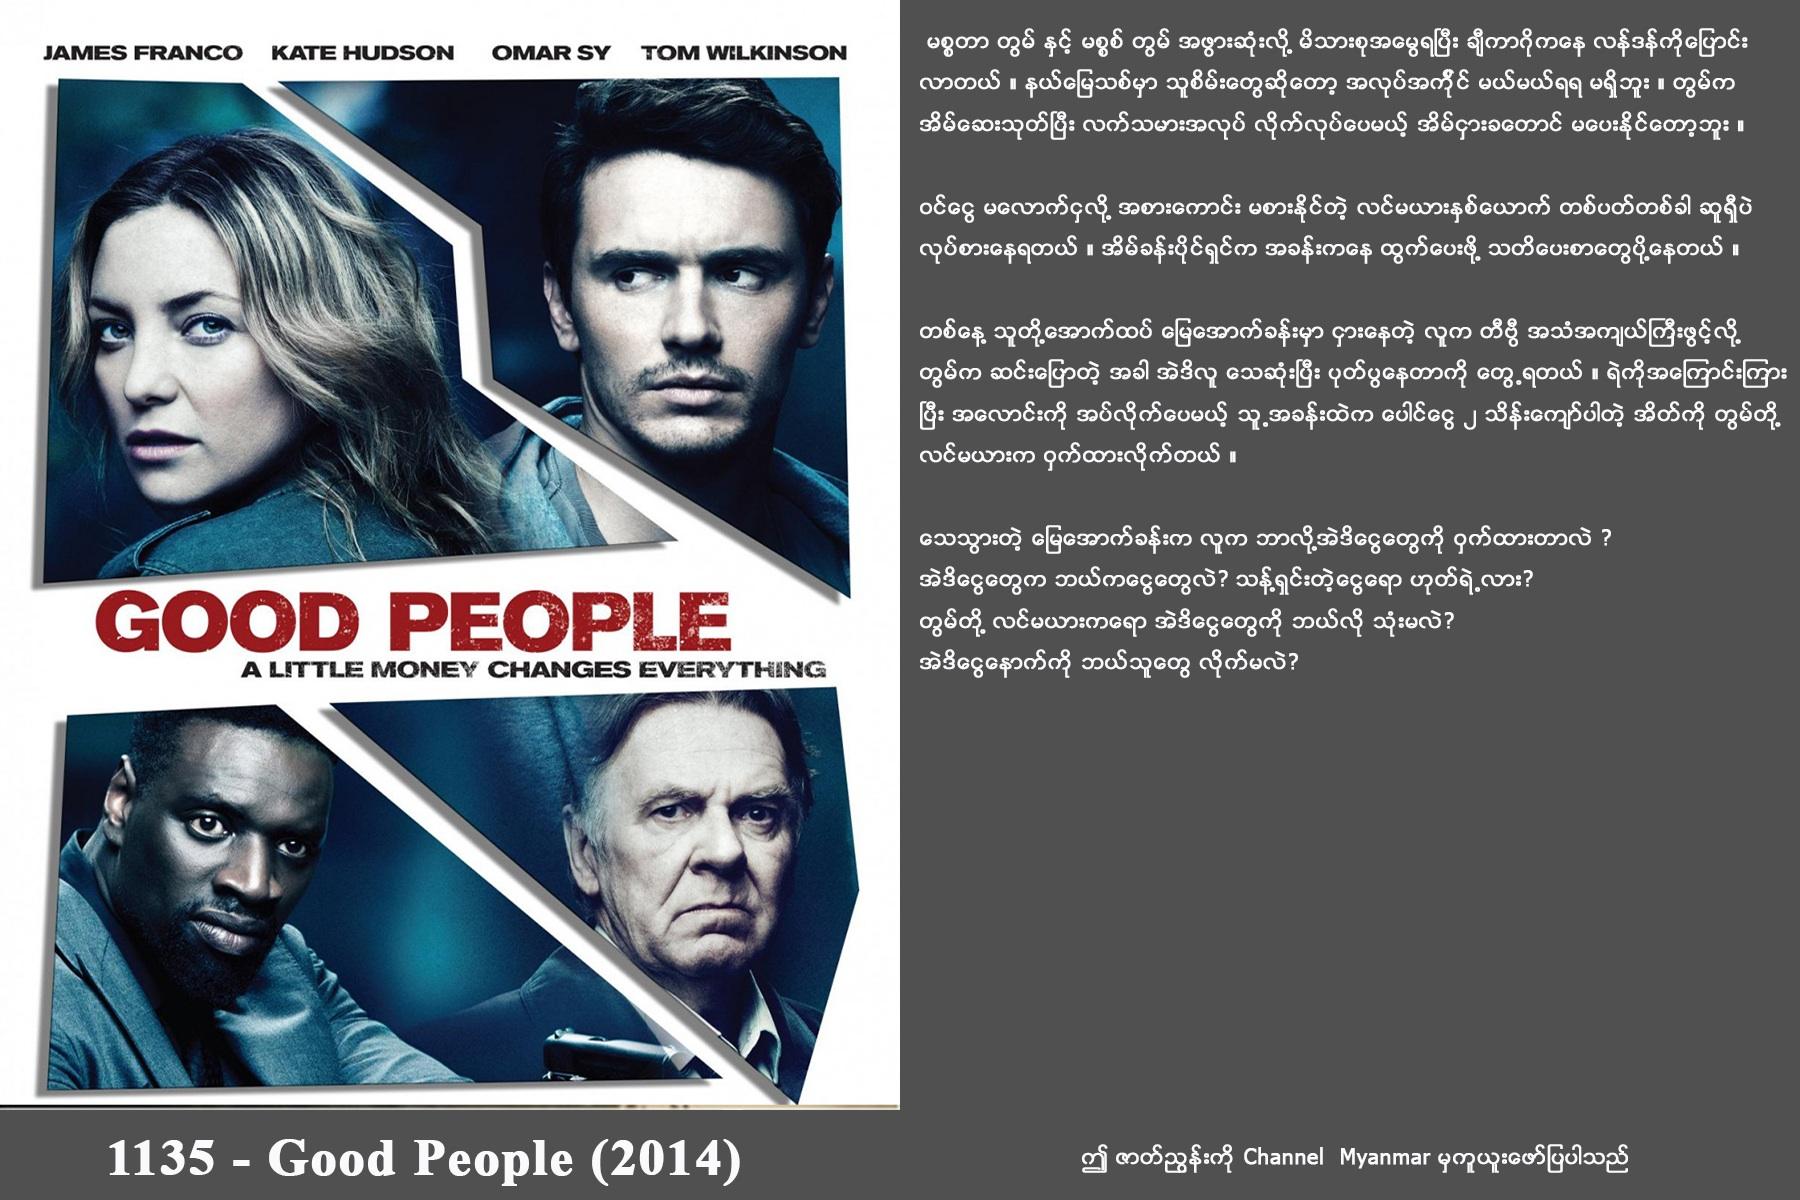 JAMES FRANCO KATE HUDSON OMAR SY TOM WILKINSON
GOOD PEOPLE
A LITTLE MONEY CHANGES EVERYTHING
1135 - Good People (2014)
မစ္စတာ တွမ် နှင့် မစ္စစ် တွမ် အဖွားဆုံးလို့ မိသားစုအမွေရပြီး ချီကာဂိုကနေ လန်ဒန်ကိုပြောင်း
လာတယ် ။ နယ်မြေသစ်မှာ သူစိမ်းတွေဆိုတော့ အလုပ်အကိုင် မယ်မယ်ရရ မရှိဘူး ။ တွမ်က
အိမ်ဆေးသုတ်ပြီး လက်သမားအလုပ် လိုက်လုပ်ပေမယ့် အိမ်ငှားခတောင် မပေးနိုင်တော့ဘူး ။
ဝင်ငွေ မလောက်ငှလို့ အစားကောင်း မစားနိုင်တဲ့ လင်မယားနှစ်ယောက် တစ်ပတ်တစ်ခါ ဆူရှီပဲ
လုပ်စားနေရတယ် ။ အိမ်ခန်းပိုင်ရှင်က အခန်းကနေ ထွက်ပေးဖို့ သတိပေးစာတွေပို့နေတယ် ။
တစ်နေ့ သူတို့အောက်ထပ် မြေအောက်ခန်းမှာ ငှားနေတဲ့ လူက တီဗွီ အသံအကျယ်ကြီးဖွင့်လို့
တွမ်က ဆင်းပြောတဲ့ အခါ အဲဒိလူ သေဆုံးပြီး ပုတ်ပွနေတာကို တွေ့ရတယ် ။ ရဲကိုအကြောင်းကြား
ပြီး အလောင်းကို အပ်လိုက်ပေမယ့် သူ့အခန်းထဲက ပေါင်ငွေ ၂ သိန်းကျော်ပါတဲ့ အိတ်ကို တွမ်တို့
လင်မယားက ဝှက်ထားလိုက်တယ် ။
သေသွားတဲ့ မြေအောက်ခန်းက လူက ဘာလို့အဲဒိငွေတွေကို ဝှက်ထားတာလဲ ?
အဲဒိငွေတွေက ဘယ်ကငွေတွေလဲ? သန့်ရှင်းတဲ့ငွေရော ဟုတ်ရဲ့လား?
တွမ်တို့ လင်မယားကရော အဲဒိငွေတွေကို ဘယ်လို သုံးမလဲ?
အဲဒိငွေနောက်ကို ဘယ်သူတွေ လိုက်မလဲ?
ဤ ဇာတ်ညွှန်းကို Channel Myanmar မှကူယူးဖော်ပြပါသည်